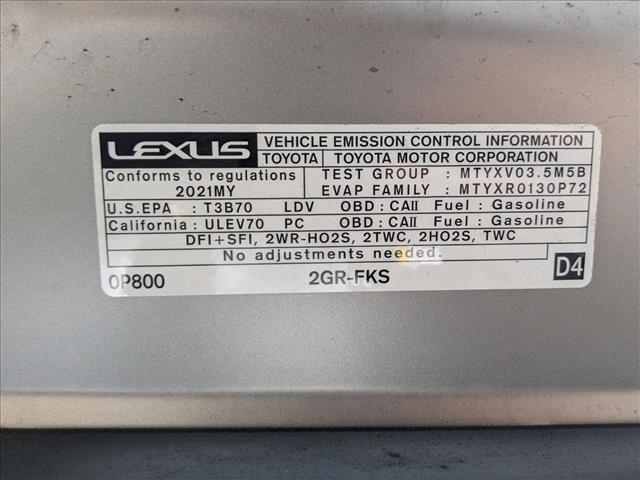 LEXUS VEHICLE EMISSION CONTROL INFORMATION
TOYOTA TOYOTA MOTOR CORPORATION
Conforms to regulations TEST GROUP : MTYXV03.5M5B
2021MY EVAP FAMILY : MTYXR0130P72
U.S.EPA : T3B70 LDV OBD : CAII Fuel : Gasoline
California : ULEV70 PC OBD : CAII Fuel : Gasoline
DFI+SFI, 2WR-HO2S, 2TWC, 2HO2S, TWC
No adjustments needed.
0P800 2GR-FKS D4